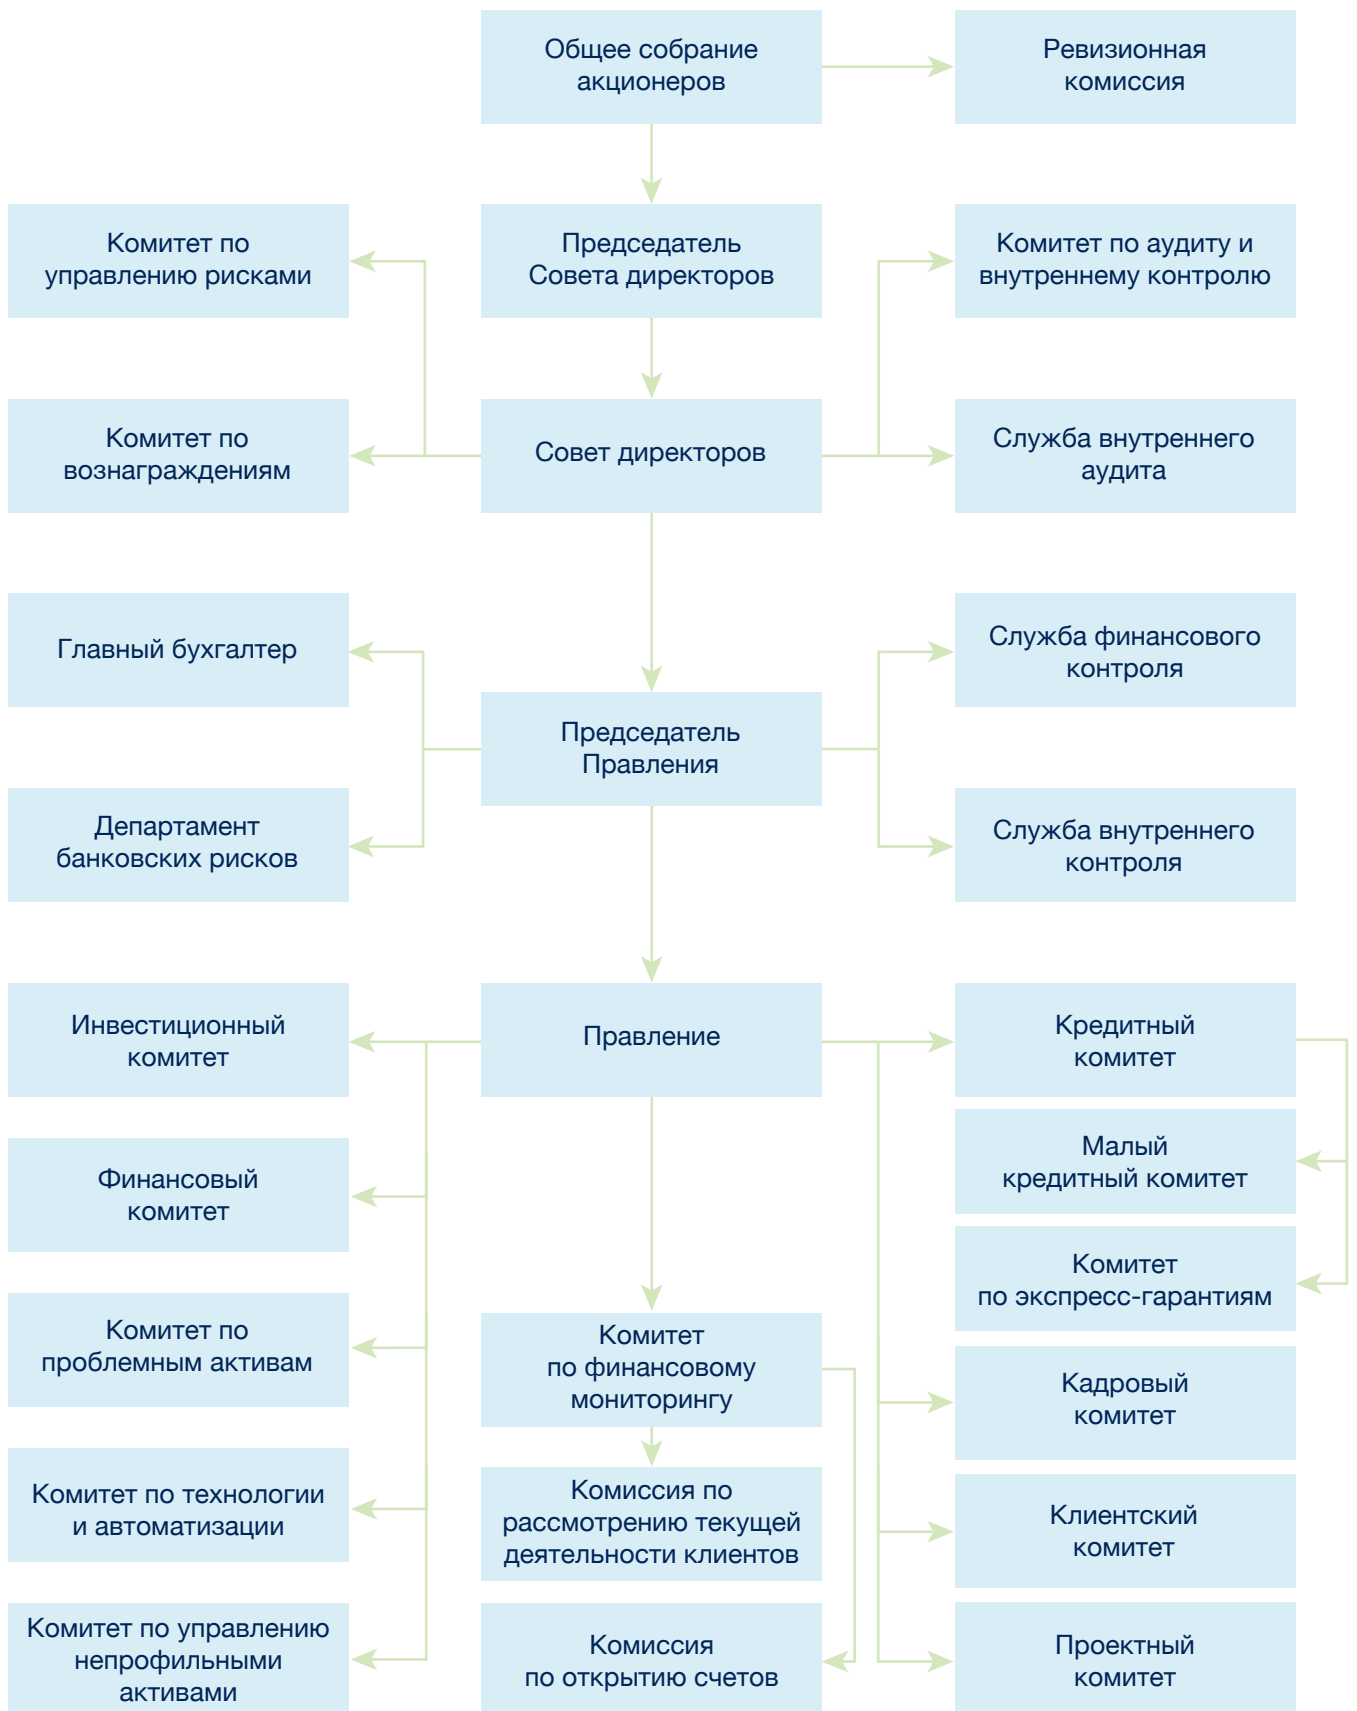 Общее собрание
акционеров
Ревизионная
комиссия
Комитет по
управлению рисками
Председатель
Совета директоров
Комитет по аудиту и
внутреннему контролю
Комитет по
вознаграждениям
Совет директоров
Служба внутреннего
аудита
Главный бухгалтер
Служба финансового
контроля
Председатель
Правления
Департамент
банковских рисков
Служба внутреннего
контроля
Инвестиционный
комитет
Правление
Кредитный
комитет
Малый
кредитный комитет
Финансовый
комитет
Комитет
по экспресс-гарантиям
Комитет по
проблемным активам
Комитет
по финансовому
мониторингу
Кадровый
комитет
Комитет по технологии
и автоматизации
Комиссия по
рассмотрению текущей
деятельности клиентов
Клиентский
комитет
Комитет по управлению
непрофильными
активами
Комиссия
по открытию счетов
Проектный
комитет